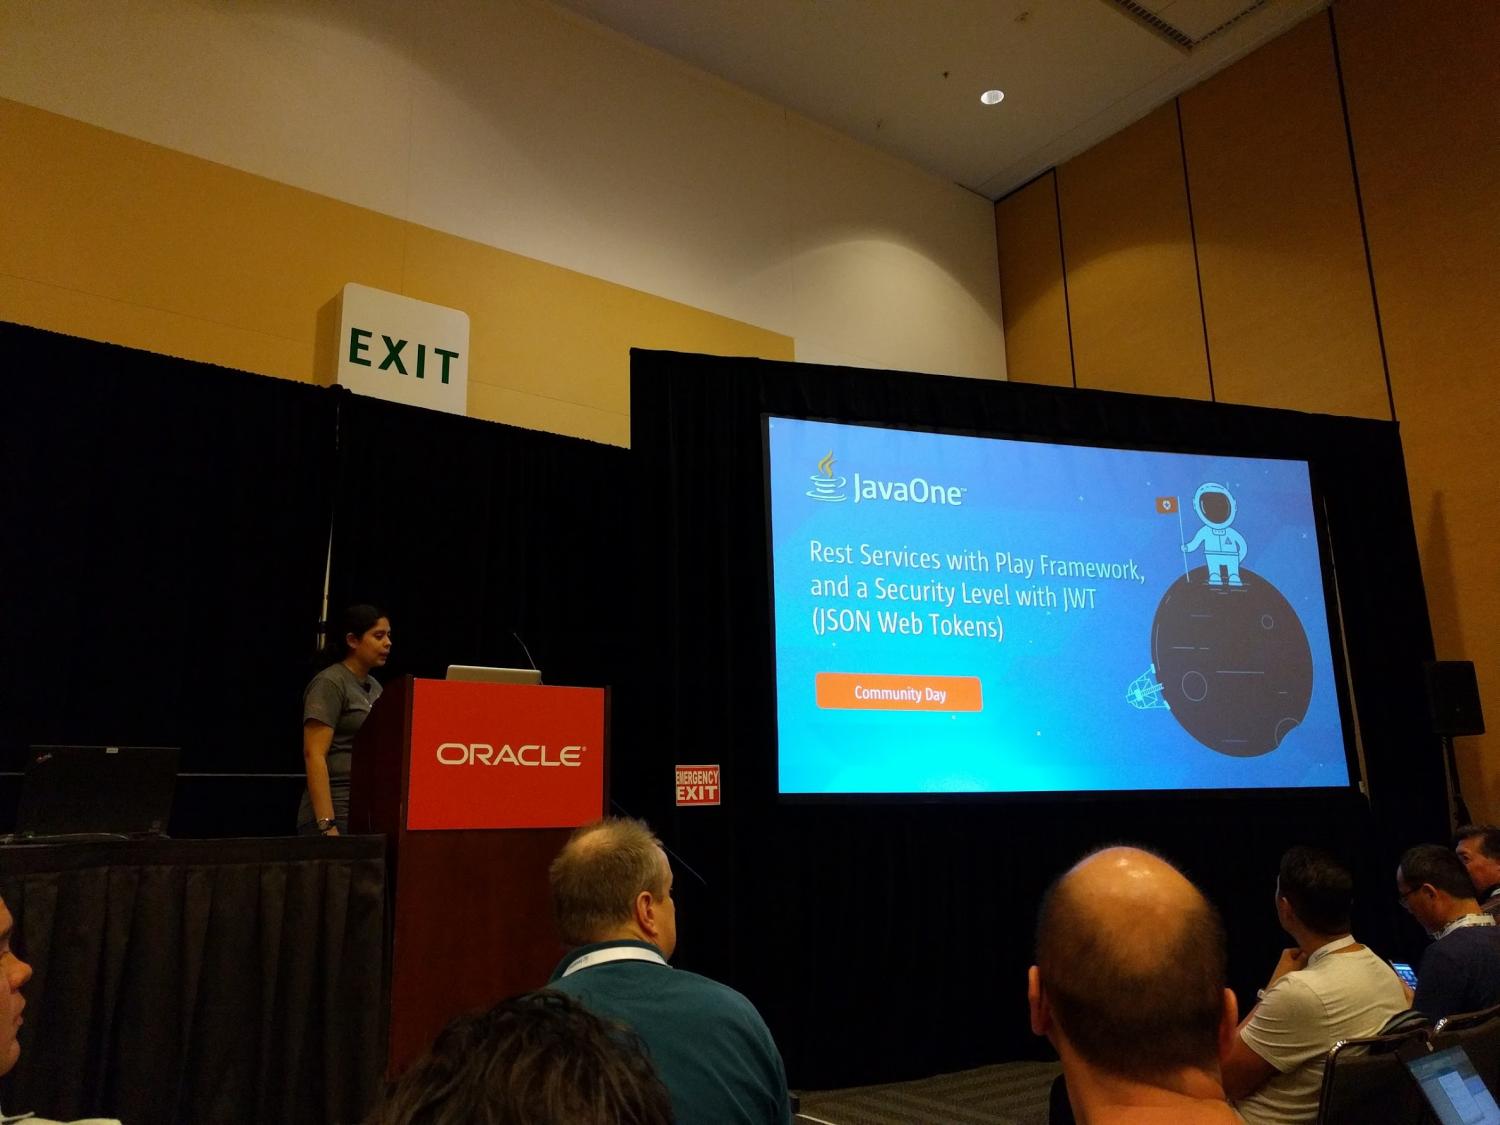 EXIT
JavaOne™
Rest Services with Play Framework,
and a Security Level with JWT
(JSON Web Tokens)
Community Day
ORACLE®
EMERGENCY
EXIT